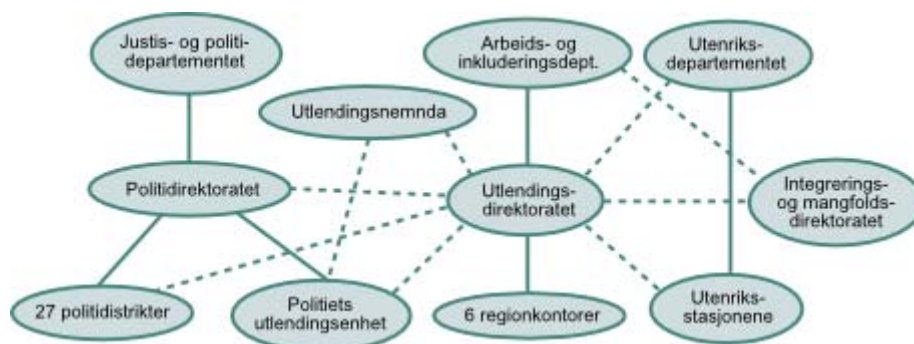 Justis- og politi-
departementet
Arbeids- og
inkluderingsdept.
Utenriks-
departementet
Utlendingsnemnda
Politidirektoratet
Utlendings-
direktoratet
Integrerings-
og mangfolds-
direktoratet
27 politidistrikter
Politiets
utlendingsenhet
6 regionkontorer
Utenriks-
stasjonene